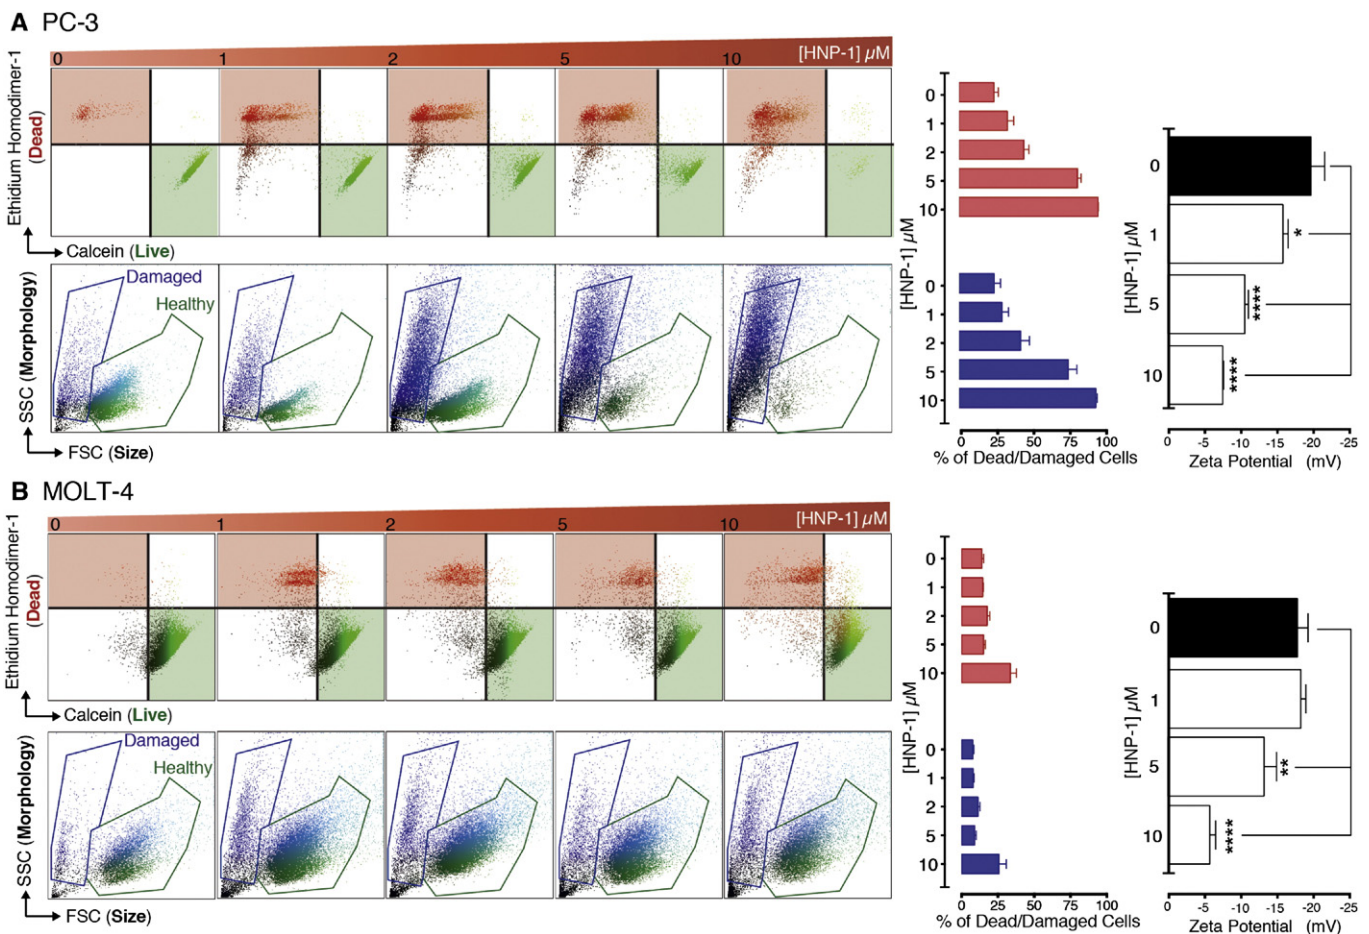 A PC-3
0 1 2 5 10 [HNP-1] µM
Ethidium Homodimer-1
(Dead)
Calcein (Live)
Damaged
Healthy
SSC (Morphology)
FSC (Size)
0
1
2
5
10
[HNP-1] µM
0
1
2
5
10
0 25 50 75 100
% of Dead/Damaged Cells
0
1
*
[HNP-1] µM
5
****
10
****
0 -5 -10 -15 -20 -25
Zeta Potential (mV)
B MOLT-4
0 1 2 5 10 [HNP-1] µM
Ethidium Homodimer-1
(Dead)
Calcein (Live)
Damaged
Healthy
SSC (Morphology)
FSC (Size)
0
1
2
5
10
[HNP-1] µM
0
1
2
5
10
0 25 50 75 100
% of Dead/Damaged Cells
0
1
[HNP-1] µM
5
**
10
****
0 -5 -10 -15 -20 -25
Zeta Potential (mV)